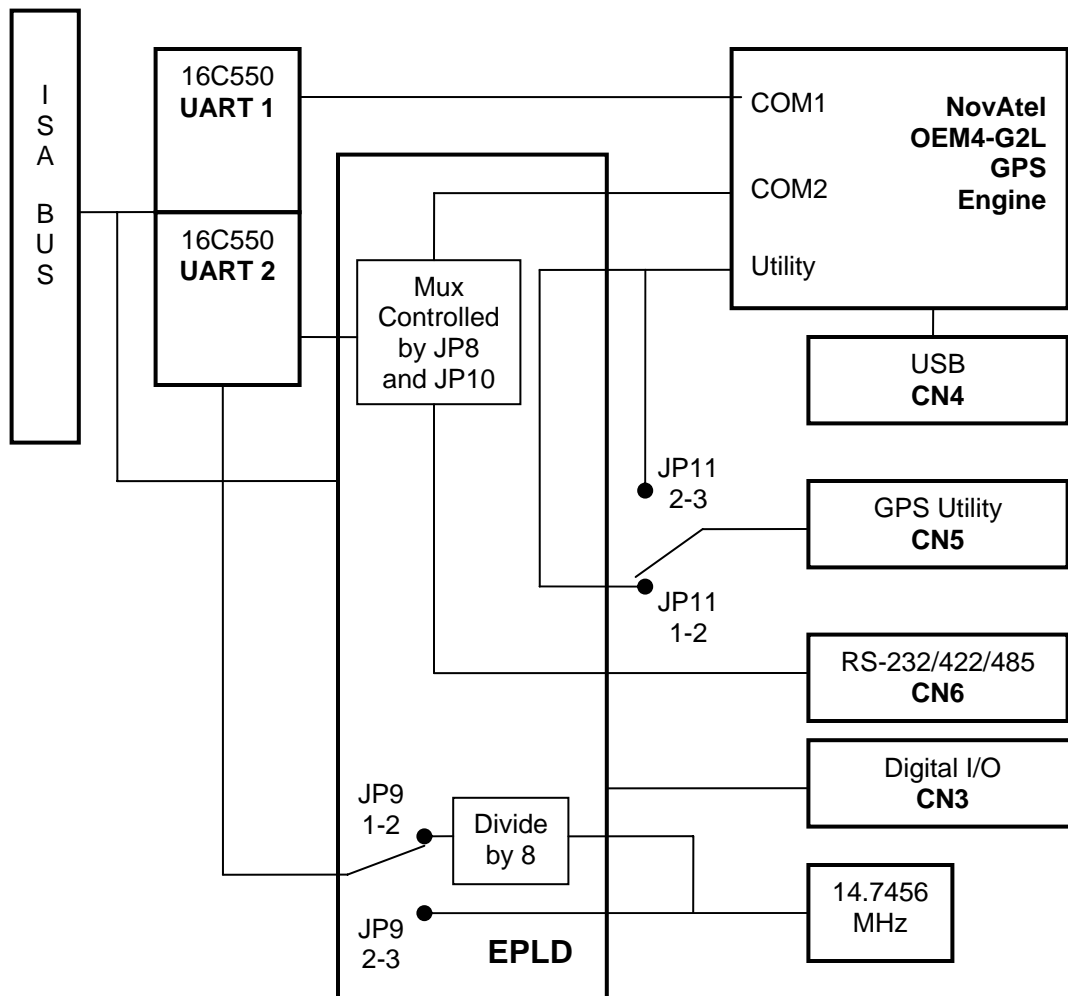 I
S
A
B
U
S
16C550
UART 1
16C550
UART 2
COM1
COM2
Utility
NovAtel
OEM4-G2L
GPS
Engine
Mux
Controlled
by JP8
and JP10
USB
CN4
JP11
2-3
GPS Utility
CN5
JP11
1-2
RS-232/422/485
CN6
Digital I/O
CN3
JP9
1-2
Divide
by 8
14.7456
MHz
JP9
2-3
EPLD